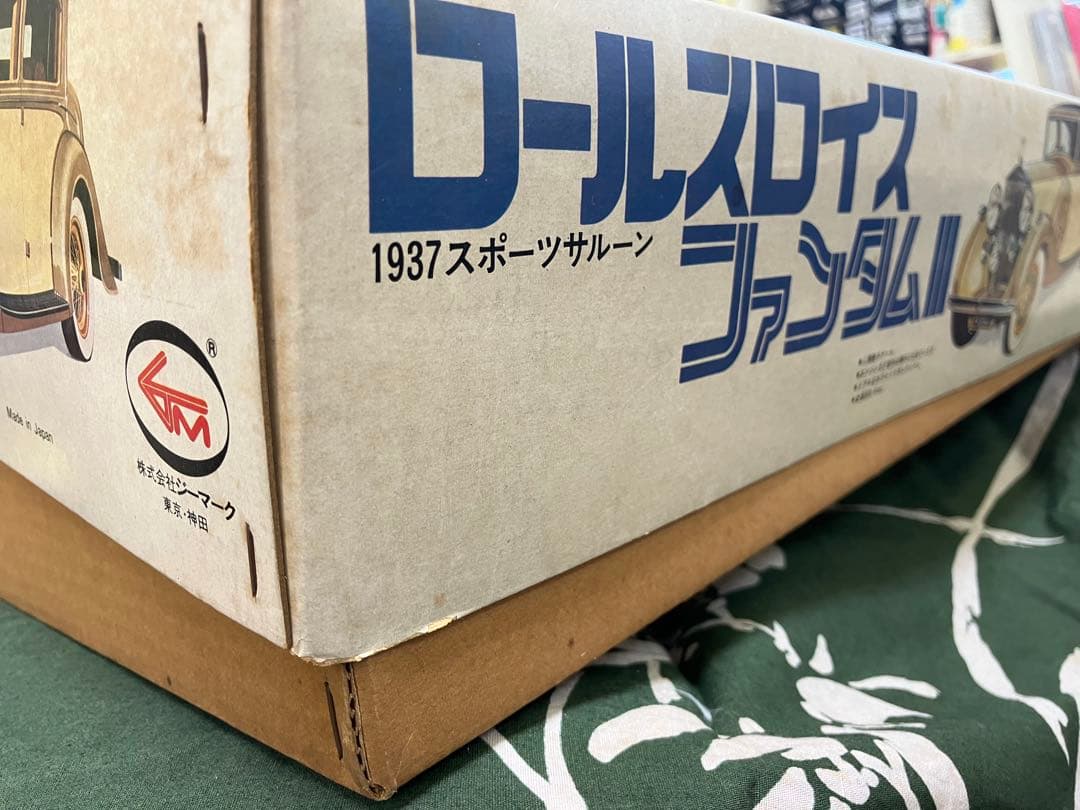 ロールスロイス
ファンダムIII
1937スポーツサルーン
Made in Japan
®
株式会社ジーマーク
東京・神田